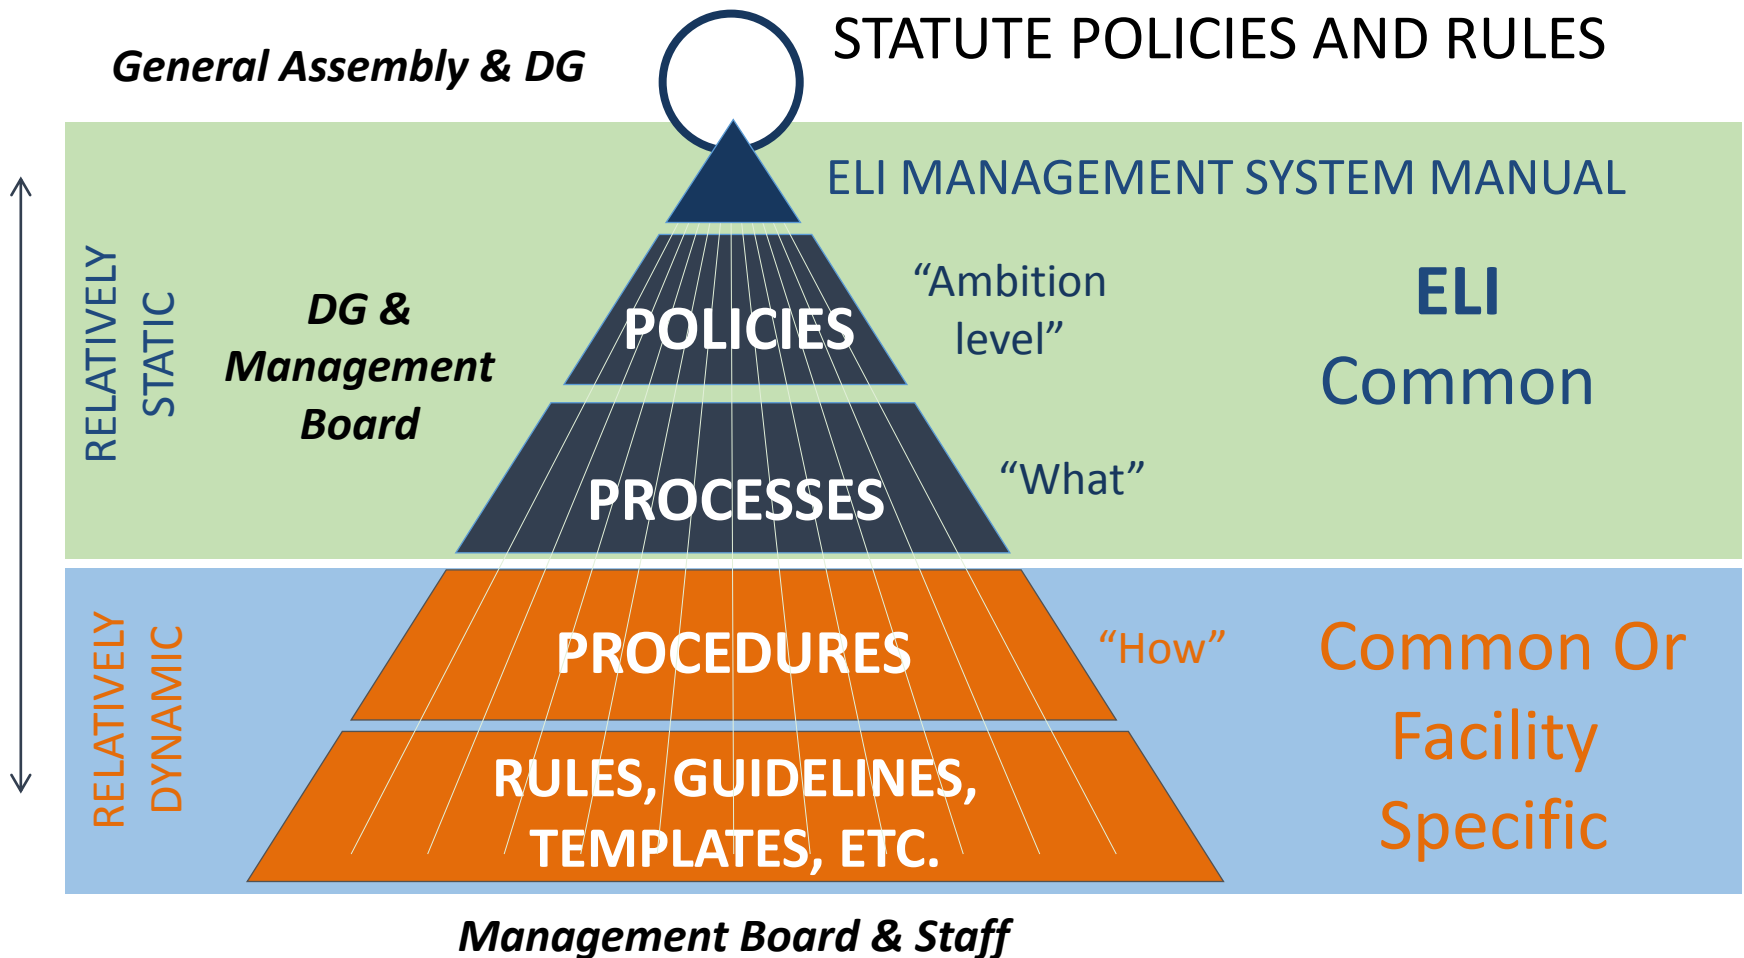 General Assembly & DG
STATUTE POLICIES AND RULES
ELI MANAGEMENT SYSTEM MANUAL
RELATIVELY
STATIC
DG &
Management
Board
POLICIES
“Ambition
level”
ELI
Common
PROCESSES
“What”
RELATIVELY
DYNAMIC
PROCEDURES
“How”
Common Or
Facility
Specific
RULES, GUIDELINES,
TEMPLATES, ETC.
Management Board & Staff